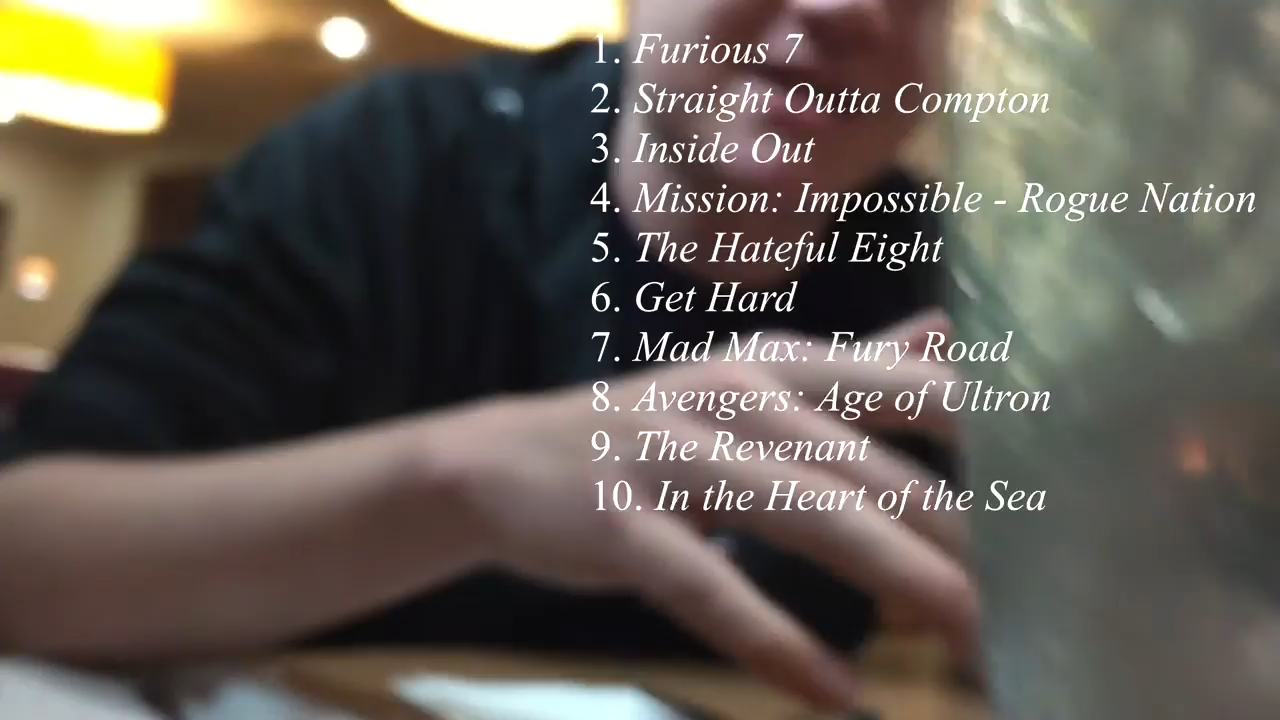 1. Furious 7
2. Straight Outta Compton
3. Inside Out
4. Mission: Impossible - Rogue Nation
5. The Hateful Eight
6. Get Hard
7. Mad Max: Fury Road
8. Avengers: Age of Ultron
9. The Revenant
10. In the Heart of the Sea